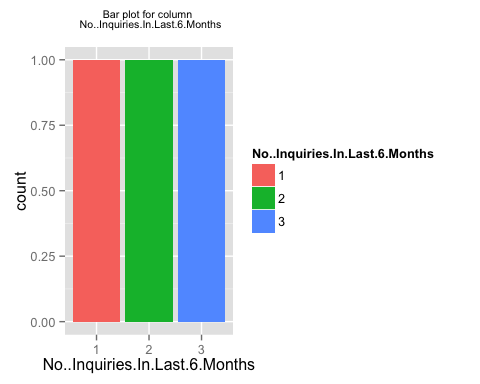 Bar plot for column
No..Inquiries.In.Last.6.Months
1.00
0.75
0.50
0.25
0.00
count
1 2 3
No..Inquiries.In.Last.6.Months
No..Inquiries.In.Last.6.Months
1
2
3